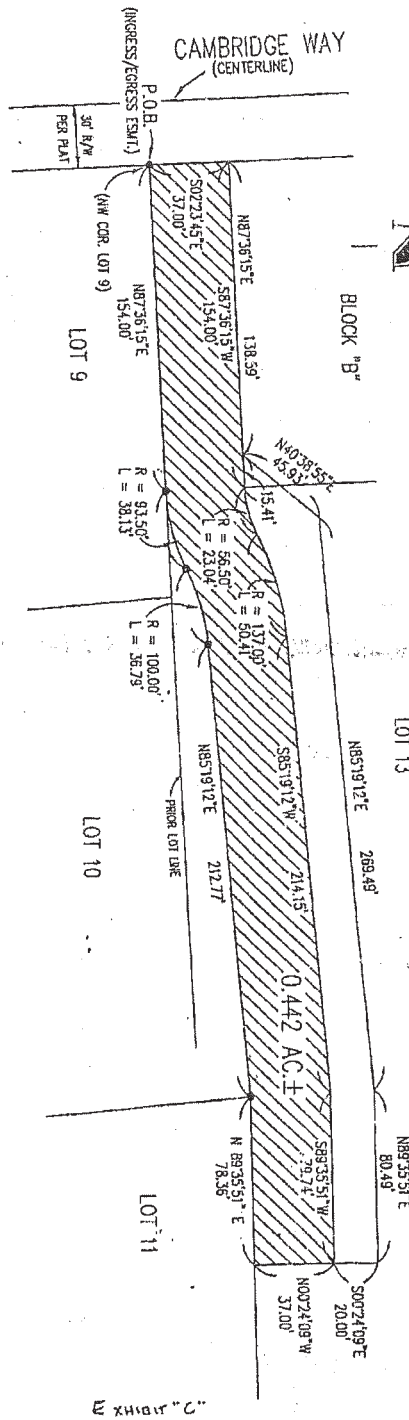 CAMBRIDGE WAY
(CENTERLINE)
P.O.B.
(INGRESS/EGRESS ESMT.)
30' R/W
PER PLAT
(NW COR. LOT 9)
S02°23'45"E
37.00'
N87°36'15"E
138.59'
S87°36'15"W
154.00'
N87°36'15"E
154.00'
BLOCK "B"
LOT 9
N40°38'55"E
45.93'
15.41'
R = 56.50'
L = 23.04'
R = 93.50'
L = 38.13'
R = 137.00'
L = 50.41'
R = 100.00'
L = 36.79'
LOT 13
N85°19'12"E
269.49'
S85°19'12"W
214.15'
N85°19'12"E
212.77'
PRIOR LOT LINE
LOT 10
0.442 AC.±
N89°35'51"E
80.49'
S89°35'51"W
79.74'
N 89°35'51" E
78.36'
S00°24'09"E
20.00'
N00°24'09"W
37.00'
LOT 11
EXHIBIT "C"